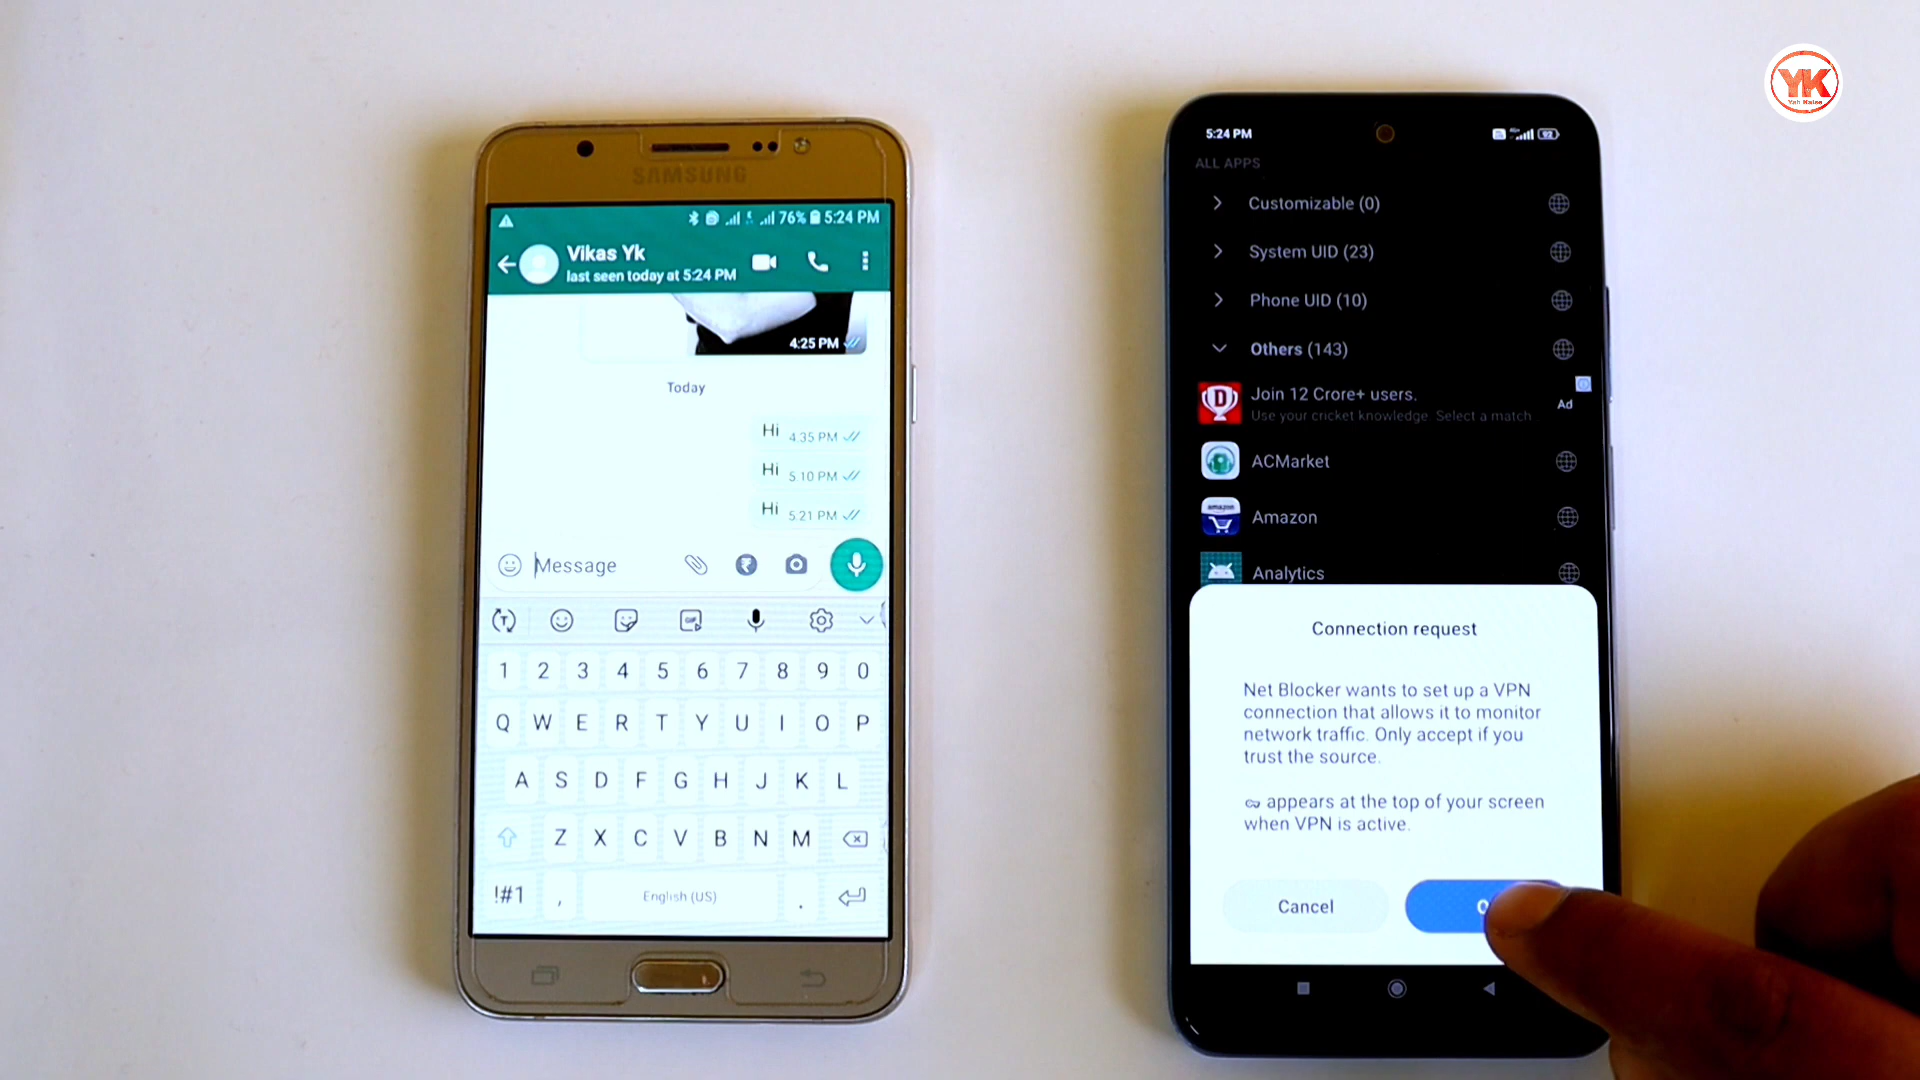 YK
SAMSUNG
76% 5:24 PM
Vikas Yk
last seen today at 5:24 PM
4:25 PM
Today
Hi 4:35 PM
Hi 5:10 PM
Hi 5:21 PM
Message
GIF
1 2 3 4 5 6 7 8 9 0
Q W E R T Y U I O P
A S D F G H J K L
Z X C V B N M
!#1 , English (US) .
5:24 PM 92
ALL APPS
Customizable (0)
System UID (23)
Phone UID (10)
Others (143)
D
Join 12 Crore+ users.
Use your cricket knowledge. Select a match
Ad
ACMarket
amazon
Amazon
Analytics
Connection request
Net Blocker wants to set up a VPN
connection that allows it to monitor
network traffic. Only accept if you
trust the source.
appears at the top of your screen
when VPN is active.
Cancel